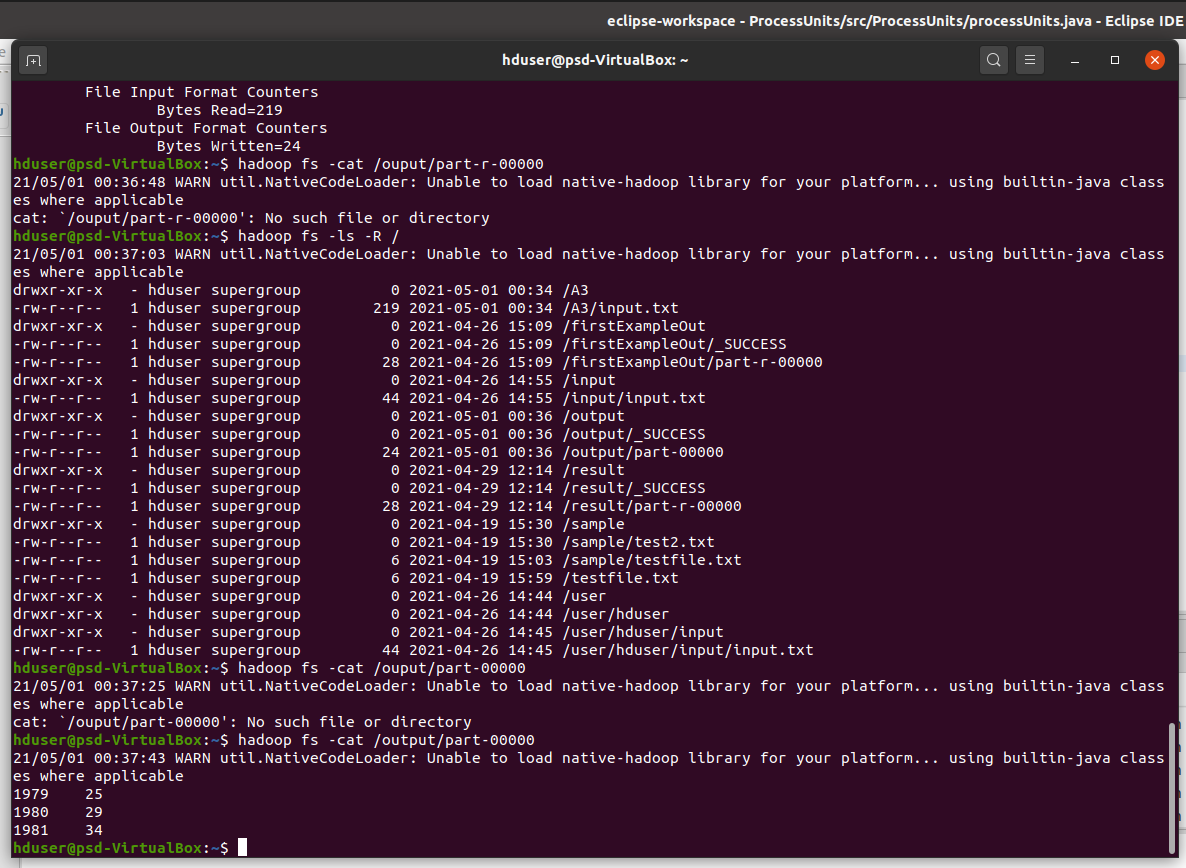 eclipse-workspace - ProcessUnits/src/ProcessUnits/processUnits.java - Eclipse IDE
hduser@psd-VirtualBox: ~
        File Input Format Counters
                Bytes Read=219
        File Output Format Counters
                Bytes Written=24
hduser@psd-VirtualBox:~$ hadoop fs -cat /ouput/part-r-00000
21/05/01 00:36:48 WARN util.NativeCodeLoader: Unable to load native-hadoop library for your platform... using builtin-java class
es where applicable
cat: `/ouput/part-r-00000': No such file or directory
hduser@psd-VirtualBox:~$ hadoop fs -ls -R /
21/05/01 00:37:03 WARN util.NativeCodeLoader: Unable to load native-hadoop library for your platform... using builtin-java class
es where applicable
drwxr-xr-x   - hduser supergroup          0 2021-05-01 00:34 /A3
-rw-r--r--   1 hduser supergroup        219 2021-05-01 00:34 /A3/input.txt
drwxr-xr-x   - hduser supergroup          0 2021-04-26 15:09 /firstExampleOut
-rw-r--r--   1 hduser supergroup          0 2021-04-26 15:09 /firstExampleOut/_SUCCESS
-rw-r--r--   1 hduser supergroup         28 2021-04-26 15:09 /firstExampleOut/part-r-00000
drwxr-xr-x   - hduser supergroup          0 2021-04-26 14:55 /input
-rw-r--r--   1 hduser supergroup         44 2021-04-26 14:55 /input/input.txt
drwxr-xr-x   - hduser supergroup          0 2021-05-01 00:36 /output
-rw-r--r--   1 hduser supergroup          0 2021-05-01 00:36 /output/_SUCCESS
-rw-r--r--   1 hduser supergroup         24 2021-05-01 00:36 /output/part-00000
drwxr-xr-x   - hduser supergroup          0 2021-04-29 12:14 /result
-rw-r--r--   1 hduser supergroup          0 2021-04-29 12:14 /result/_SUCCESS
-rw-r--r--   1 hduser supergroup         28 2021-04-29 12:14 /result/part-r-00000
drwxr-xr-x   - hduser supergroup          0 2021-04-19 15:30 /sample
-rw-r--r--   1 hduser supergroup          0 2021-04-19 15:30 /sample/test2.txt
-rw-r--r--   1 hduser supergroup          6 2021-04-19 15:03 /sample/testfile.txt
-rw-r--r--   1 hduser supergroup          6 2021-04-19 15:59 /testfile.txt
drwxr-xr-x   - hduser supergroup          0 2021-04-26 14:44 /user
drwxr-xr-x   - hduser supergroup          0 2021-04-26 14:44 /user/hduser
drwxr-xr-x   - hduser supergroup          0 2021-04-26 14:45 /user/hduser/input
-rw-r--r--   1 hduser supergroup         44 2021-04-26 14:45 /user/hduser/input/input.txt
hduser@psd-VirtualBox:~$ hadoop fs -cat /ouput/part-00000
21/05/01 00:37:25 WARN util.NativeCodeLoader: Unable to load native-hadoop library for your platform... using builtin-java class
es where applicable
cat: `/ouput/part-00000': No such file or directory
hduser@psd-VirtualBox:~$ hadoop fs -cat /output/part-00000
21/05/01 00:37:43 WARN util.NativeCodeLoader: Unable to load native-hadoop library for your platform... using builtin-java class
es where applicable
1979    25
1980    29
1981    34
hduser@psd-VirtualBox:~$